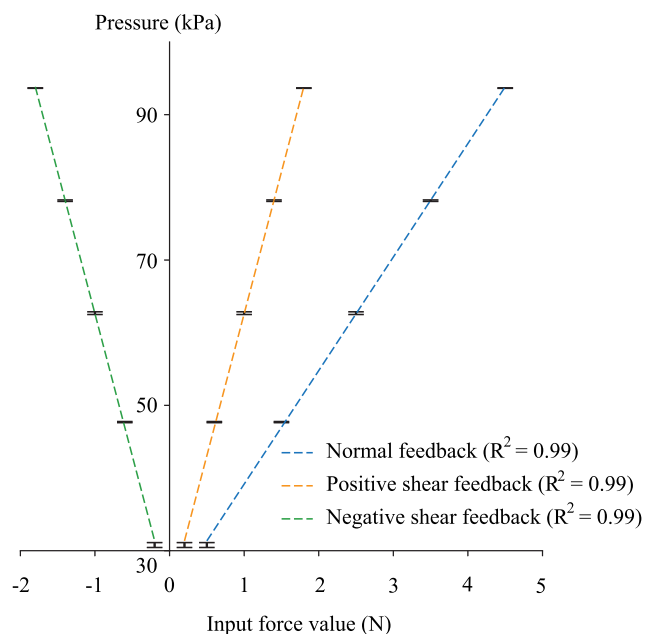 Pressure (kPa)
90
70
50
Normal feedback (R² = 0.99)
Positive shear feedback (R² = 0.99)
Negative shear feedback (R² = 0.99)
30
-2 -1 0 1 2 3 4 5
Input force value (N)